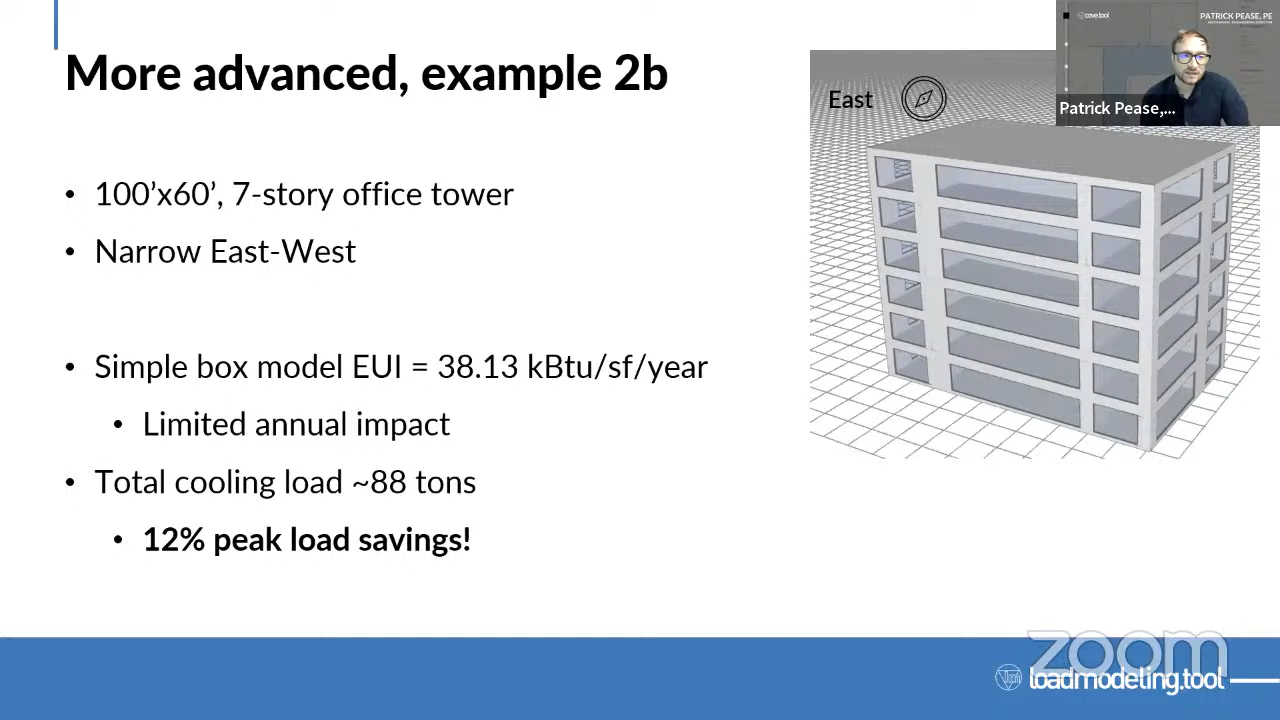 More advanced, example 2b
• 100’x60’, 7-story office tower
• Narrow East-West
• Simple box model EUI = 38.13 kBtu/sf/year
• Limited annual impact
• Total cooling load ~88 tons
• 12% peak load savings!
East
cove.tool
PATRICK PEASE, PE
Patrick Pease,...
zoom
loadmodeling.tool